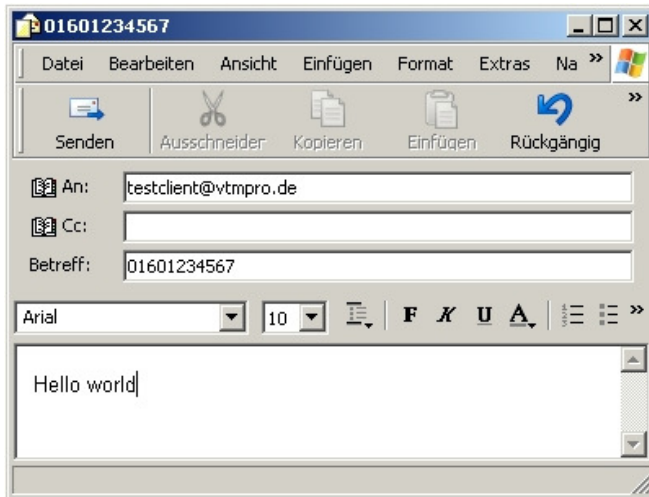 01601234567
Datei Bearbeiten Ansicht Einfügen Format Extras Na »
»
Senden Ausschneider Kopieren Einfügen Rückgängig
An: testclient@vtmpro.de
Cc:
Betreff: 01601234567
Arial 10 F K U A »
Hello world